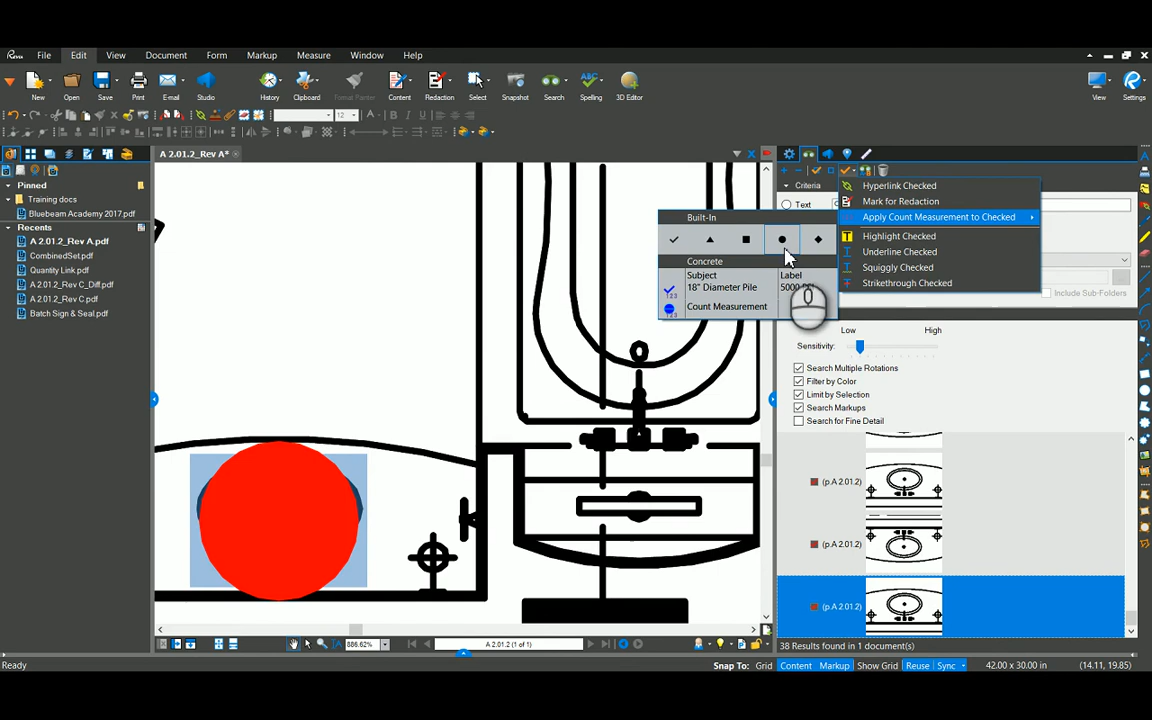 Revu File Edit View Document Form Markup Measure Window Help
New Open Save Print E-mail Studio History Clipboard Format Painter Content Redaction Select Snapshot Search Spelling 3D Editor View Settings
12
A 2.01.2_Rev A*
Pinned
Training docs
Bluebeam Academy 2017.pdf
Recents
A 2.01.2_Rev A.pdf
CombinedSet.pdf
Quantity Link.pdf
A 2.01.2_Rev C_Diff.pdf
A 2.01.2_Rev C.pdf
Batch Sign & Seal.pdf
Criteria
Text
Hyperlink Checked
Mark for Redaction
Apply Count Measurement to Checked
Highlight Checked
Underline Checked
Squiggly Checked
Strikethrough Checked
Built-In
Concrete
Subject Label
18" Diameter Pile 5000
Count Measurement
Include Sub-Folders
Low High
Sensitivity:
Search Multiple Rotations
Filter by Color
Limit by Selection
Search Markups
Search for Fine Detail
(p.A 2.01.2)
(p.A 2.01.2)
(p.A 2.01.2)
38 Results found in 1 document(s)
886.62%
A 2.01.2 (1 of 1)
Ready
Snap To: Grid Content Markup Show Grid Reuse Sync 42.00 x 30.00 in (14.11, 19.85)